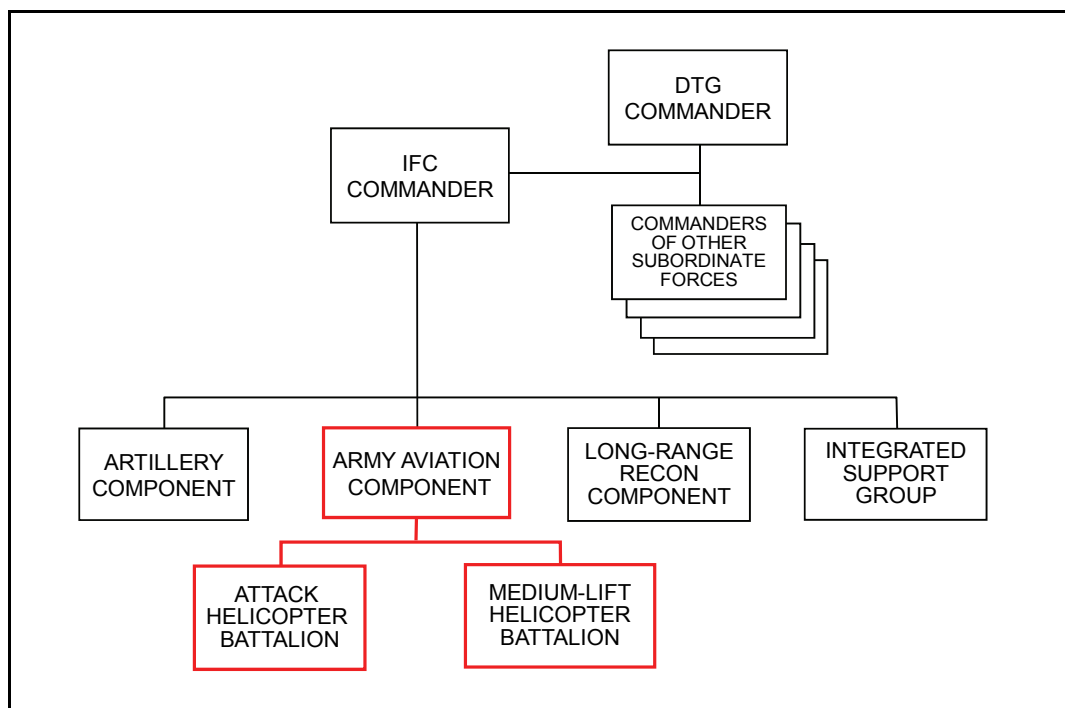 DTG
COMMANDER
IFC
COMMANDER
COMMANDERS
OF OTHER
SUBORDINATE
FORCES
ARTILLERY
COMPONENT
ARMY AVIATION
COMPONENT
LONG-RANGE
RECON
COMPONENT
INTEGRATED
SUPPORT
GROUP
ATTACK
HELICOPTER
BATTALION
MEDIUM-LIFT
HELICOPTER
BATTALION